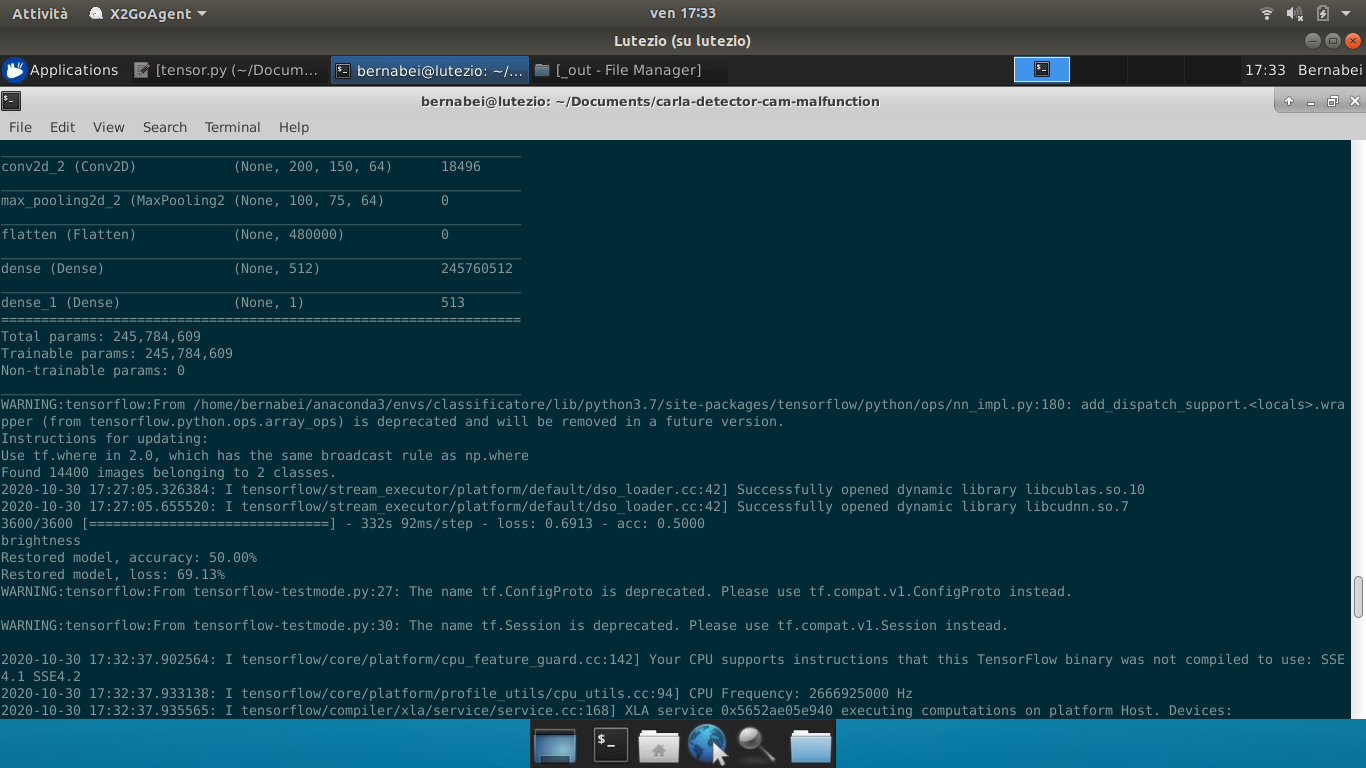 Attività X2GoAgent ven 17:33
Lutezio (su lutezio)
Applications [tensor.py (~/Docum... bernabei@lutezio: ~/... [_out - File Manager] 17:33 Bernabei
bernabei@lutezio: ~/Documents/carla-detector-cam-malfunction
File Edit View Search Terminal Help
conv2d_2 (Conv2D) (None, 200, 150, 64) 18496
max_pooling2d_2 (MaxPooling2 (None, 100, 75, 64) 0
flatten (Flatten) (None, 480000) 0
dense (Dense) (None, 512) 245760512
dense_1 (Dense) (None, 1) 513
=================================================================
Total params: 245,784,609
Trainable params: 245,784,609
Non-trainable params: 0
WARNING:tensorflow:From /home/bernabei/anaconda3/envs/classificatore/lib/python3.7/site-packages/tensorflow/python/ops/nn_impl.py:180: add_dispatch_support.<locals>.wra
pper (from tensorflow.python.ops.array_ops) is deprecated and will be removed in a future version.
Instructions for updating:
Use tf.where in 2.0, which has the same broadcast rule as np.where
Found 14400 images belonging to 2 classes.
2020-10-30 17:27:05.326384: I tensorflow/stream_executor/platform/default/dso_loader.cc:42] Successfully opened dynamic library libcublas.so.10
2020-10-30 17:27:05.655520: I tensorflow/stream_executor/platform/default/dso_loader.cc:42] Successfully opened dynamic library libcudnn.so.7
3600/3600 [==============================] - 332s 92ms/step - loss: 0.6913 - acc: 0.5000
brightness
Restored model, accuracy: 50.00%
Restored model, loss: 69.13%
WARNING:tensorflow:From tensorflow-testmode.py:27: The name tf.ConfigProto is deprecated. Please use tf.compat.v1.ConfigProto instead.
WARNING:tensorflow:From tensorflow-testmode.py:30: The name tf.Session is deprecated. Please use tf.compat.v1.Session instead.
2020-10-30 17:32:37.902564: I tensorflow/core/platform/cpu_feature_guard.cc:142] Your CPU supports instructions that this TensorFlow binary was not compiled to use: SSE
4.1 SSE4.2
2020-10-30 17:32:37.933138: I tensorflow/core/platform/profile_utils/cpu_utils.cc:94] CPU Frequency: 2666925000 Hz
2020-10-30 17:32:37.935565: I tensorflow/compiler/xla/service/service.cc:168] XLA service 0x5652ae05e940 executing computations on platform Host. Devices: